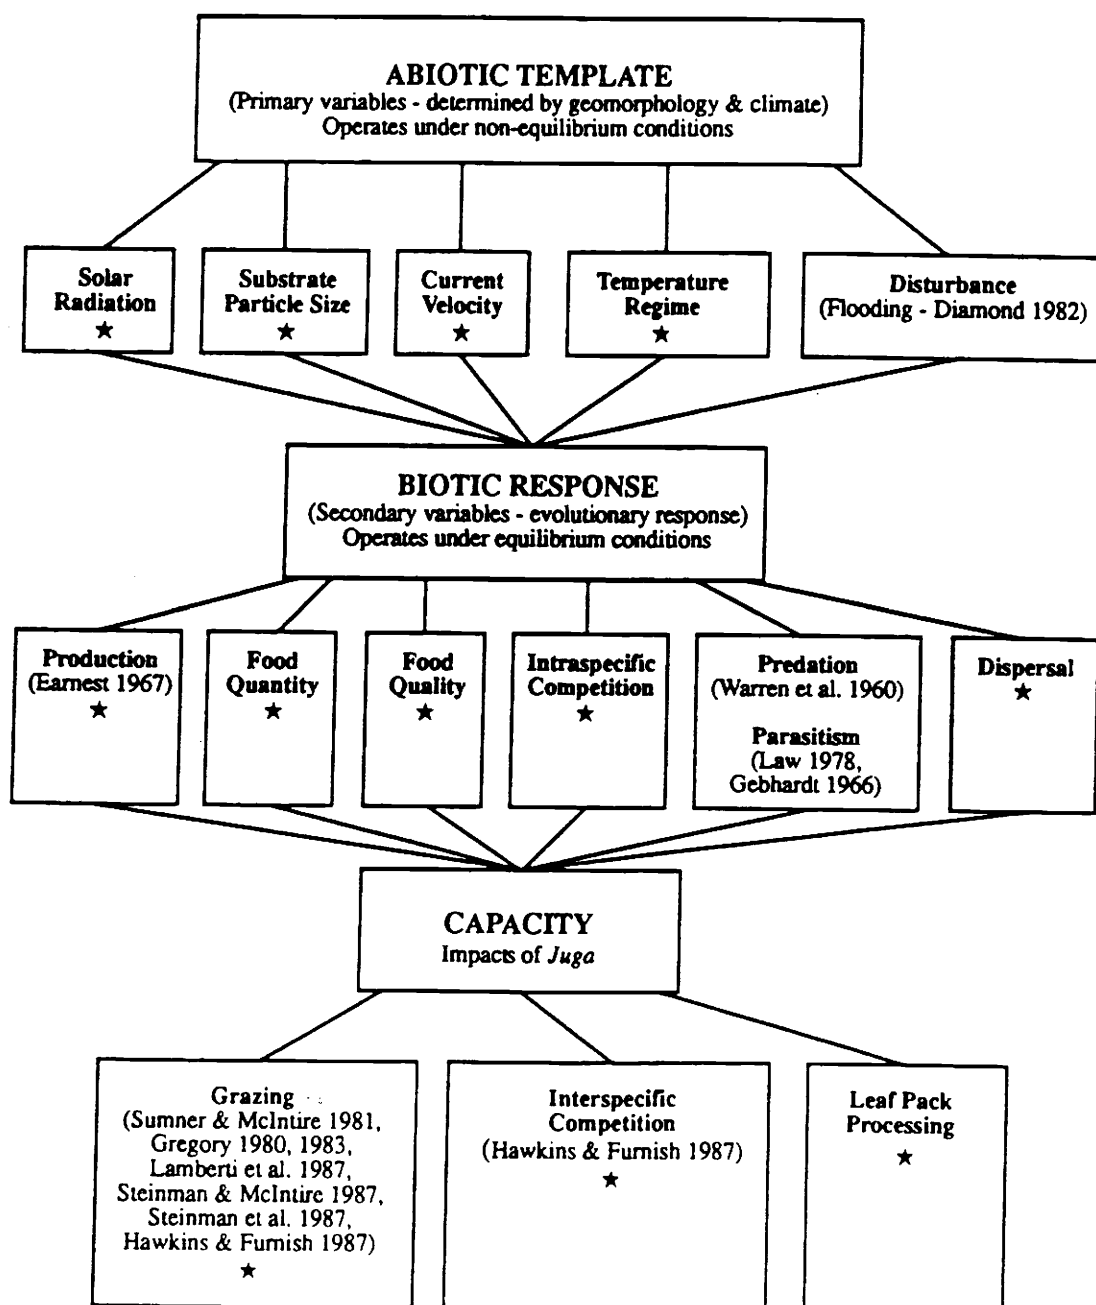 ABIOTIC TEMPLATE
(Primary variables - determined by geomorphology & climate)
Operates under non-equilibrium conditions
Solar
Radiation
★
Substrate
Particle Size
★
Current
Velocity
★
Temperature
Regime
★
Disturbance
(Flooding - Diamond 1982)
BIOTIC RESPONSE
(Secondary variables - evolutionary response)
Operates under equilibrium conditions
Production
(Earnest 1967)
★
Food
Quantity
★
Food
Quality
★
Intraspecific
Competition
★
Predation
(Warren et al. 1960)
Parasitism
(Law 1978,
Gebhardt 1966)
Dispersal
★
CAPACITY
Impacts of Juga
Grazing
(Sumner & McIntire 1981,
Gregory 1980, 1983,
Lamberti et al. 1987,
Steinman & McIntire 1987,
Steinman et al. 1987,
Hawkins & Furnish 1987)
★
Interspecific
Competition
(Hawkins & Furnish 1987)
★
Leaf Pack
Processing
★